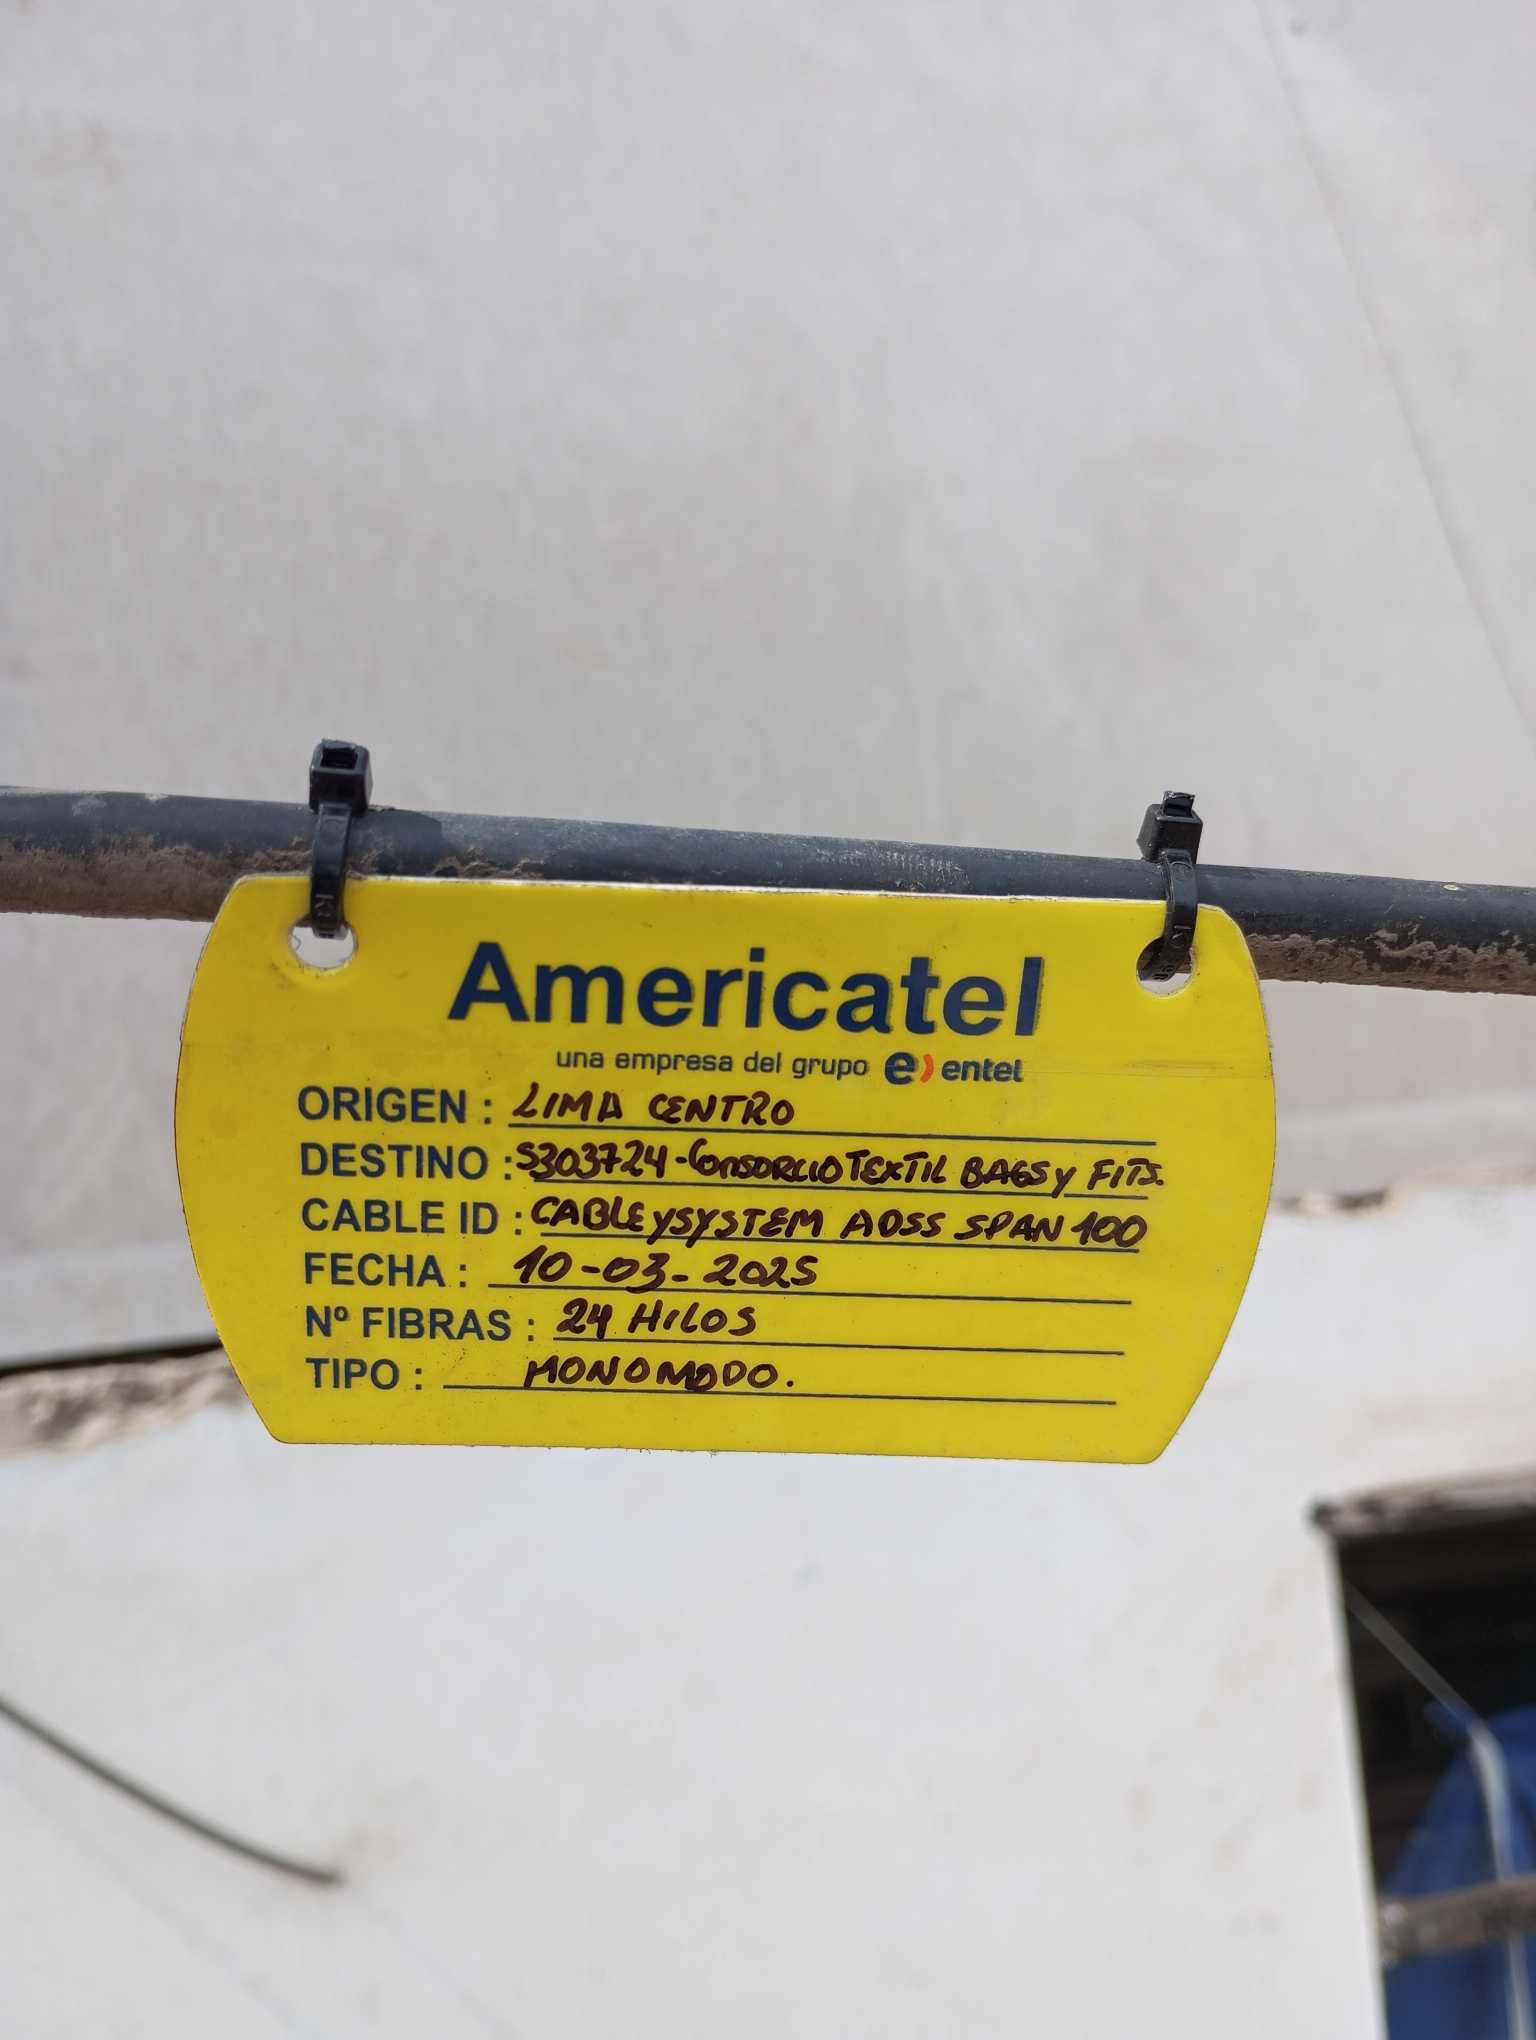 Americatel
una empresa del grupo e) entel
ORIGEN : LIMA CENTRO
DESTINO : S303724-CONSORCIO TEXTIL BAGS Y FITS.
CABLE ID : CABLEYSYSTEM ADSS SPAN 100
FECHA : 10-03-2025
Nº FIBRAS : 24 HILOS
TIPO : MONOMODO.